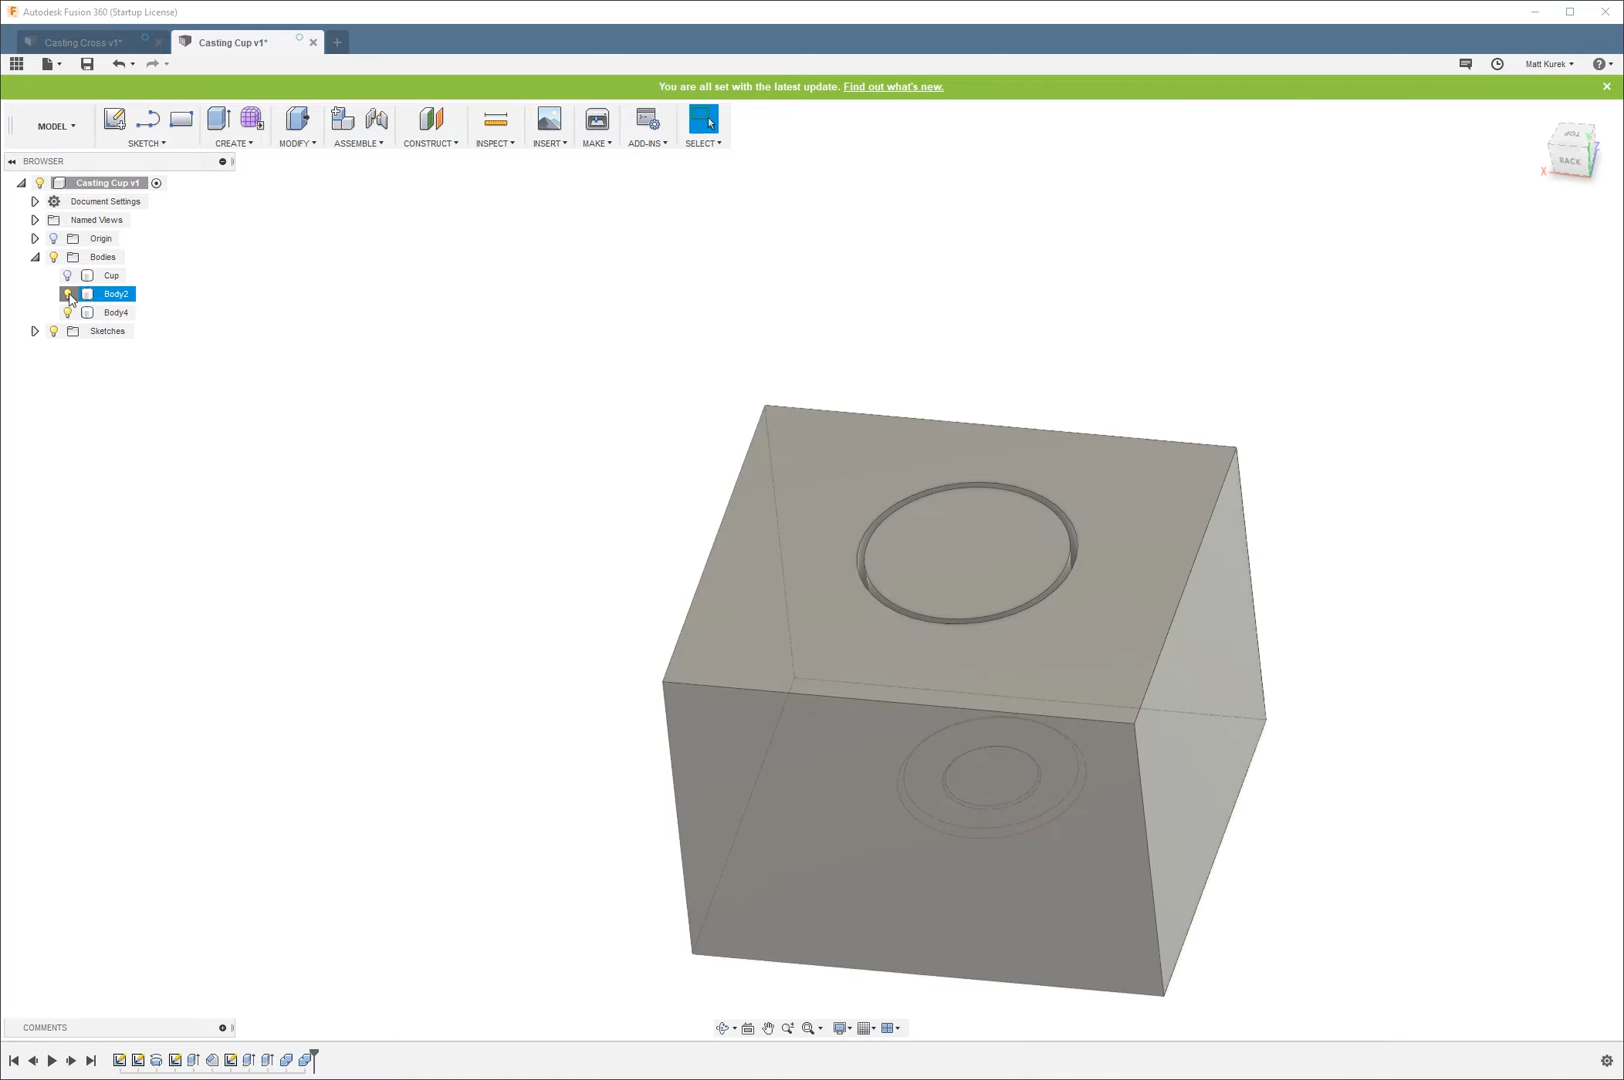 Autodesk Fusion 360 (Startup License)
Casting Cross v1*
Casting Cup v1*
Matt Kurek
You are all set with the latest update. Find out what's new.
MODEL
SKETCH
CREATE
MODIFY
ASSEMBLE
CONSTRUCT
INSPECT
INSERT
MAKE
ADD-INS
SELECT
TOP
BACK
X
Z
BROWSER
Casting Cup v1
Document Settings
Named Views
Origin
Bodies
Cup
Body2
Body4
Sketches
COMMENTS